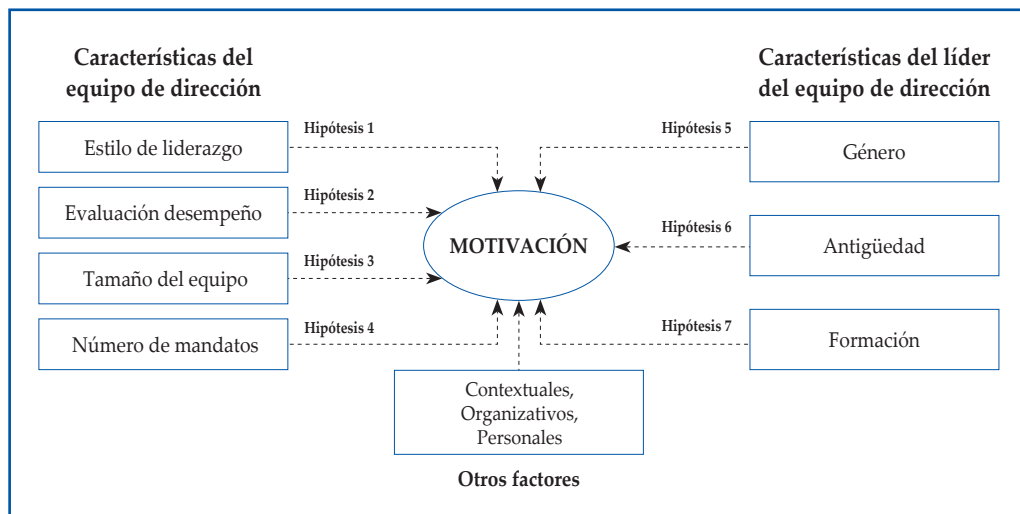 Características del
equipo de dirección
Estilo de liderazgo
Evaluación desempeño
Tamaño del equipo
Número de mandatos
Hipótesis 1
Hipótesis 2
Hipótesis 3
Hipótesis 4
MOTIVACIÓN
Contextuales,
Organizativos,
Personales
Otros factores
Características del líder
del equipo de dirección
Hipótesis 5
Género
Hipótesis 6
Antigüedad
Hipótesis 7
Formación